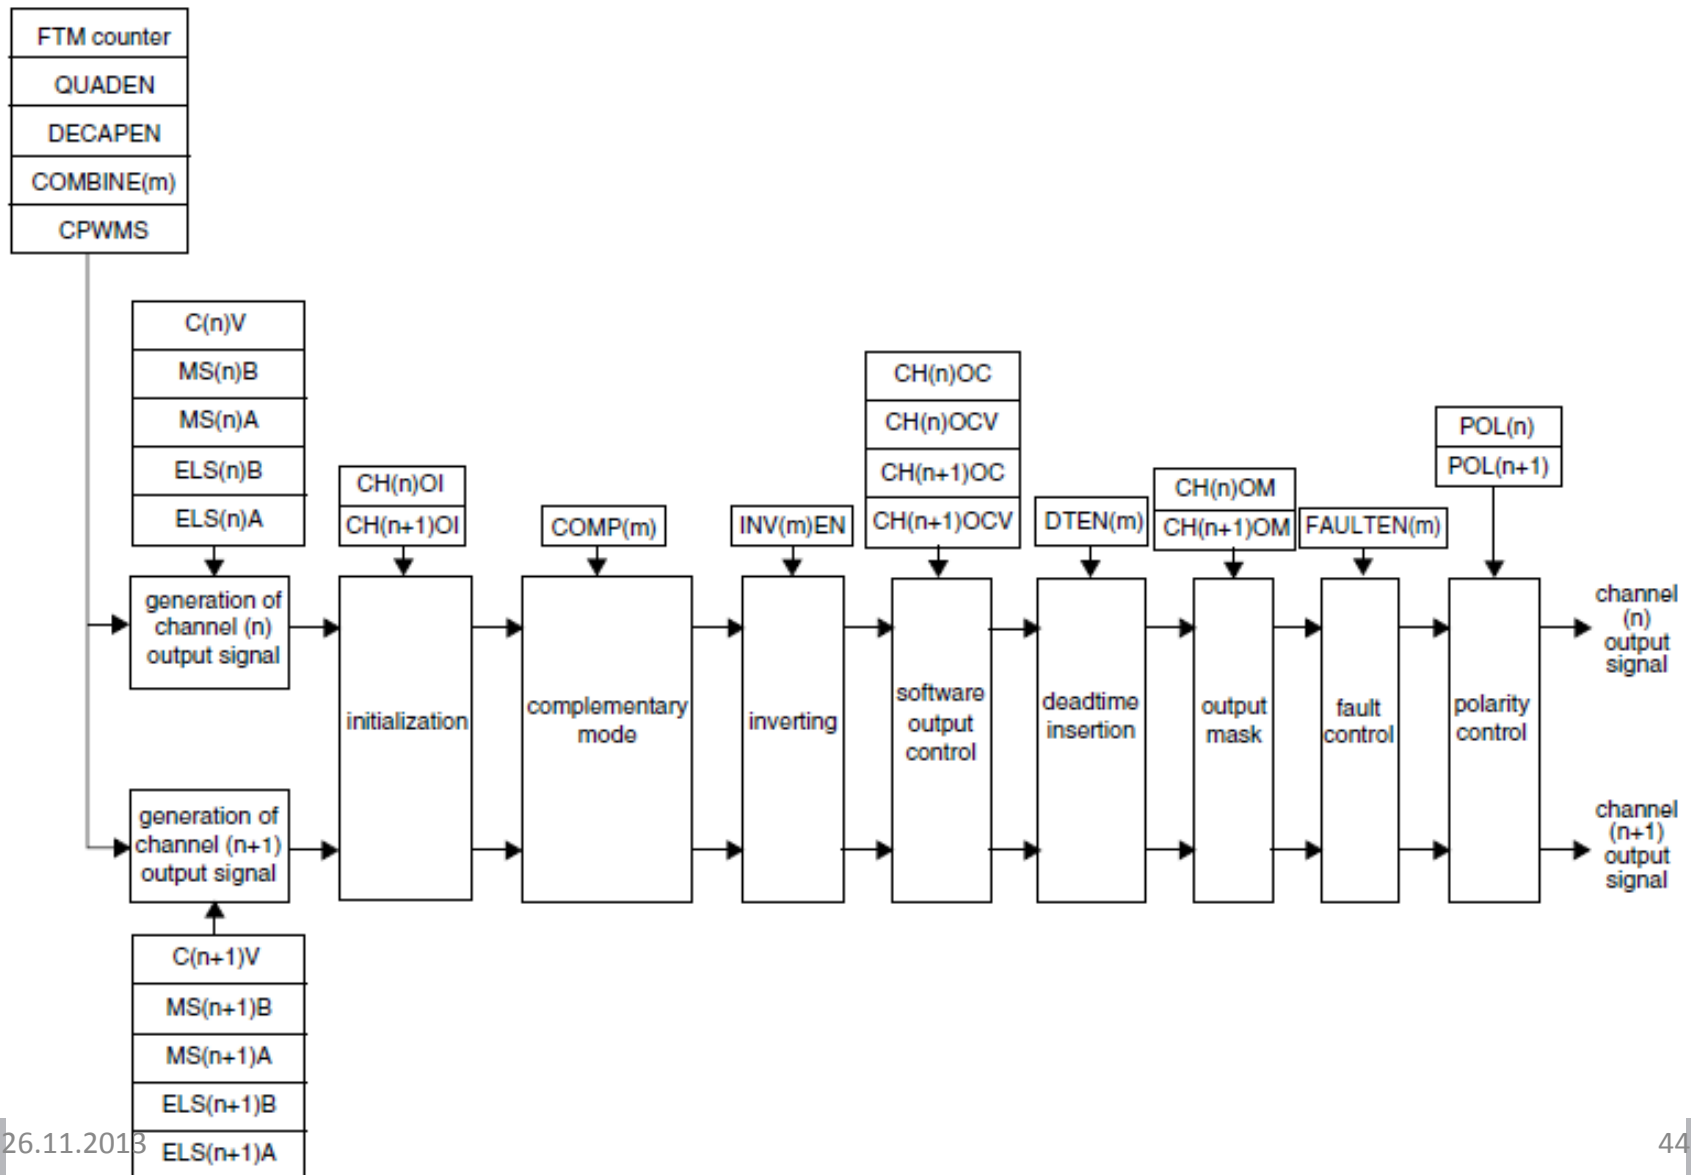 FTM counter
QUADEN
DECAPEN
COMBINE(m)
CPWMS
C(n)V
MS(n)B
MS(n)A
ELS(n)B
ELS(n)A
CH(n)OI
CH(n+1)OI
COMP(m)
INV(m)EN
CH(n)OC
CH(n)OCV
CH(n+1)OC
CH(n+1)OCV
DTEN(m)
CH(n)OM
CH(n+1)OM
FAULTEN(m)
POL(n)
POL(n+1)
generation of
channel (n)
output signal
initialization
complementary
mode
inverting
software
output
control
deadtime
insertion
output
mask
fault
control
polarity
control
channel
(n)
output
signal
generation of
channel (n+1)
output signal
channel
(n+1)
output
signal
C(n+1)V
MS(n+1)B
MS(n+1)A
ELS(n+1)B
ELS(n+1)A
26.11.2013
44